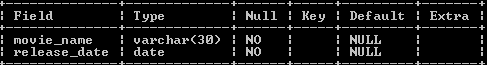 Field | Type | Null | Key | Default | Extra
movie_name | varchar(30) | NO | | NULL |
release_date | date | NO | | NULL |